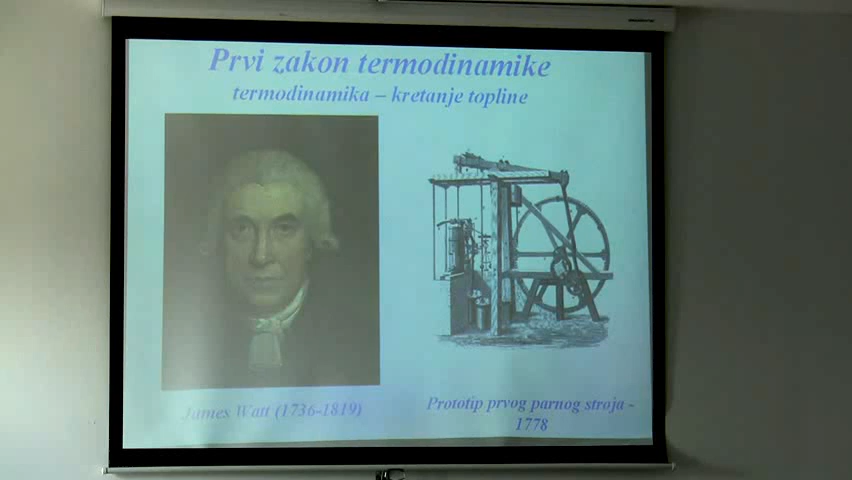 Prvi zakon termodinamike
termodinamika – kretanje topline
James Watt (1736-1819)
Prototip prvog parnog stroja -
1778